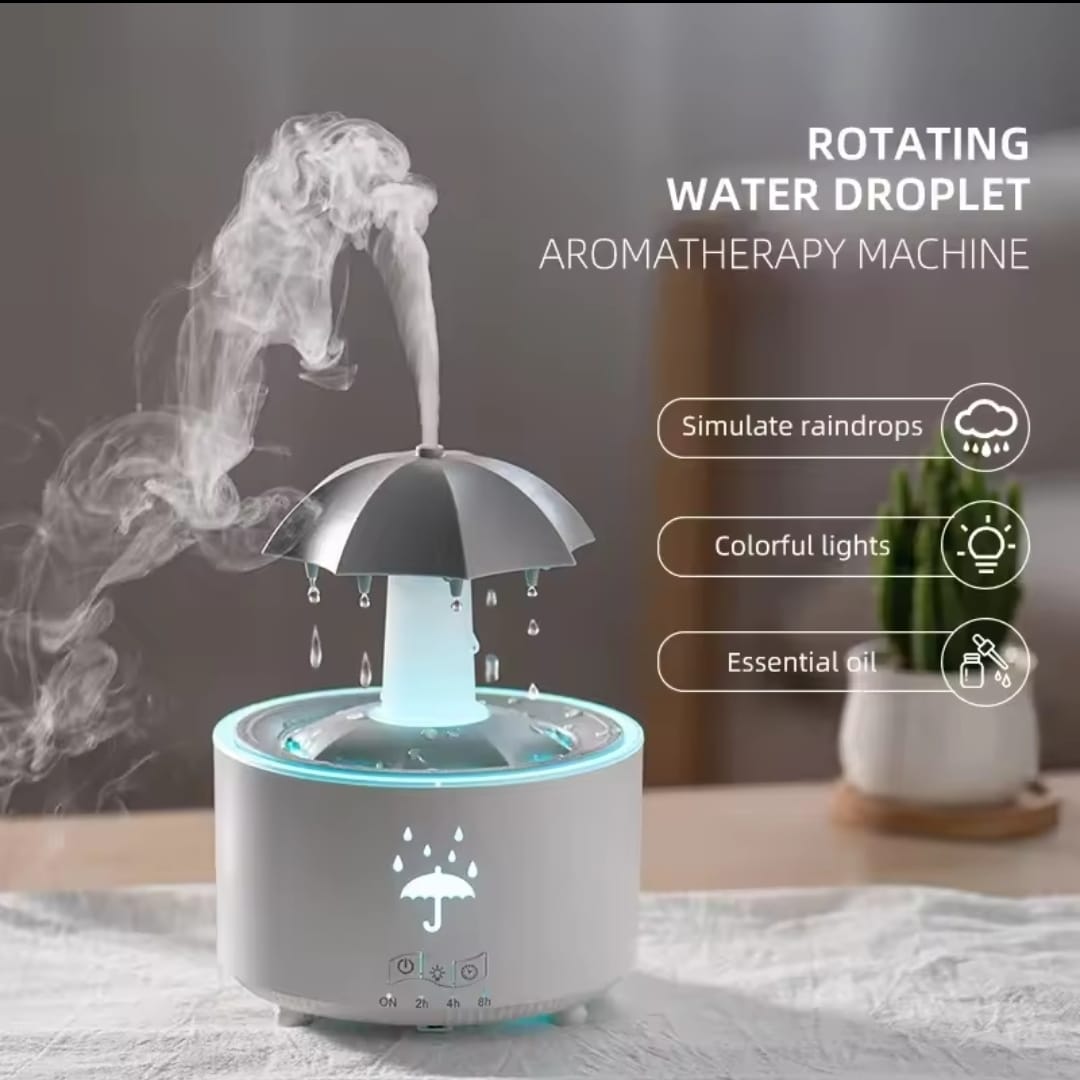 ROTATING
WATER DROPLET
AROMATHERAPY MACHINE
Simulate raindrops
Colorful lights
Essential oil
ON 2h 4h 8h